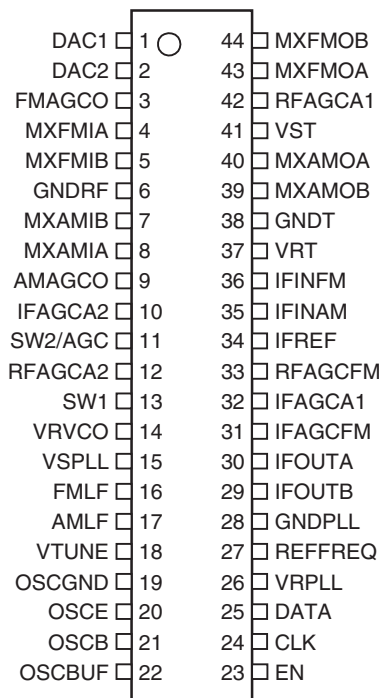 DAC1 1 44 MXFMOB
DAC2 2 43 MXFMOA
FMAGCO 3 42 RFAGCA1
MXFMIA 4 41 VST
MXFMIB 5 40 MXAMOA
GNDRF 6 39 MXAMOB
MXAMIB 7 38 GNDT
MXAMIA 8 37 VRT
AMAGCO 9 36 IFINFM
IFAGCA2 10 35 IFINAM
SW2/AGC 11 34 IFREF
RFAGCA2 12 33 RFAGCFM
SW1 13 32 IFAGCA1
VRVCO 14 31 IFAGCFM
VSPLL 15 30 IFOUTA
FMLF 16 29 IFOUTB
AMLF 17 28 GNDPLL
VTUNE 18 27 REFFREQ
OSCGND 19 26 VRPLL
OSCE 20 25 DATA
OSCB 21 24 CLK
OSCBUF 22 23 EN